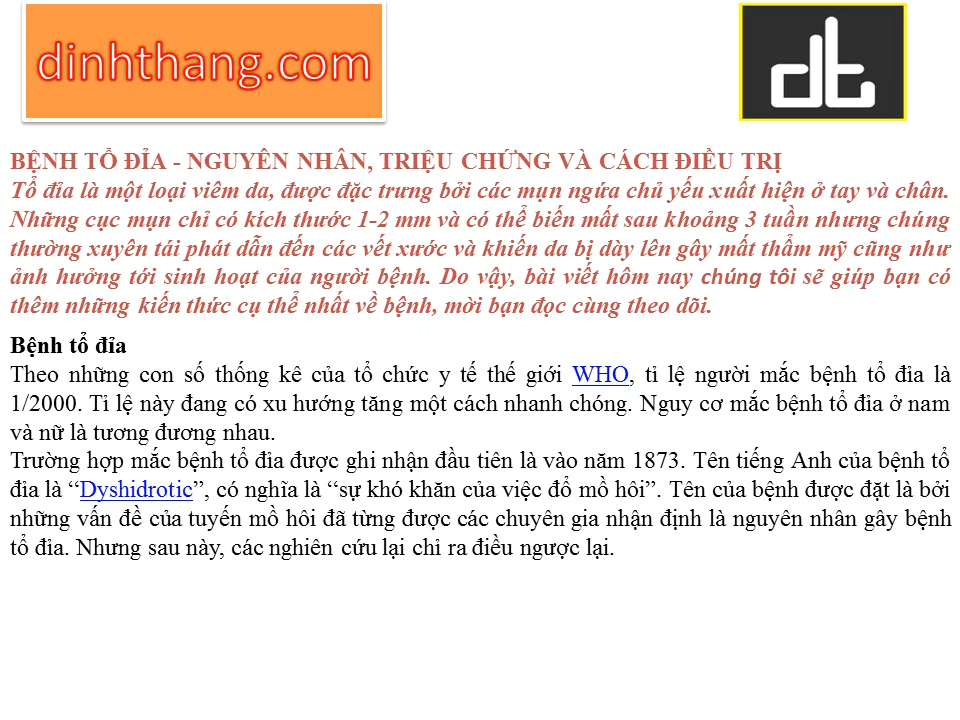 dinhthang.com
dt
BỆNH TỔ ĐỈA - NGUYÊN NHÂN, TRIỆU CHỨNG VÀ CÁCH ĐIỀU TRỊ
Tổ đỉa là một loại viêm da, được đặc trưng bởi các mụn ngứa chủ yếu xuất hiện ở tay và chân.
Những cục mụn chỉ có kích thước 1-2 mm và có thể biến mất sau khoảng 3 tuần nhưng chúng
thường xuyên tái phát dẫn đến các vết xước và khiến da bị dày lên gây mất thẩm mỹ cũng như
ảnh hưởng tới sinh hoạt của người bệnh. Do vậy, bài viết hôm nay chúng tôi sẽ giúp bạn có
thêm những kiến thức cụ thể nhất về bệnh, mời bạn đọc cùng theo dõi.
Bệnh tổ đỉa
Theo những con số thống kê của tổ chức y tế thế giới WHO, tỉ lệ người mắc bệnh tổ đỉa là
1/2000. Tỉ lệ này đang có xu hướng tăng một cách nhanh chóng. Nguy cơ mắc bệnh tổ đỉa ở nam
và nữ là tương đương nhau.
Trường hợp mắc bệnh tổ đỉa được ghi nhận đầu tiên là vào năm 1873. Tên tiếng Anh của bệnh tổ
đỉa là “Dyshidrotic”, có nghĩa là “sự khó khăn của việc đổ mồ hôi”. Tên của bệnh được đặt là bởi
những vấn đề của tuyến mồ hôi đã từng được các chuyên gia nhận định là nguyên nhân gây bệnh
tổ đỉa. Nhưng sau này, các nghiên cứu lại chỉ ra điều ngược lại.